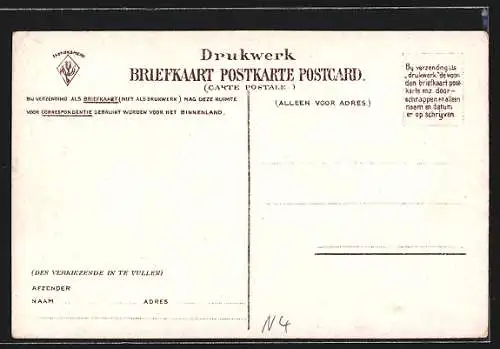 Drukwerk
BRIEFKAART POSTKARTE POSTCARD.
(CARTE POSTALE.)
FABRIEKSMERK
BIJ VERZENDING ALS BRIEFKAART (NIET ALS DRUKWERK) MAG DEZE RUIMTE
VOOR CORRESPONDENTIE GEBRUIKT WORDEN VOOR HET BINNENLAND.
(ALLEEN VOOR ADRES.)
Bij verzending als
"drukwerk" de voor-
den briefkaart post-
karte enz. door-
schrappen en alleen
naam en datum
er op schrijven.
(DEN VERKIEZENDE IN TE VULLEN)
AFZENDER
NAAM ADRES
N4